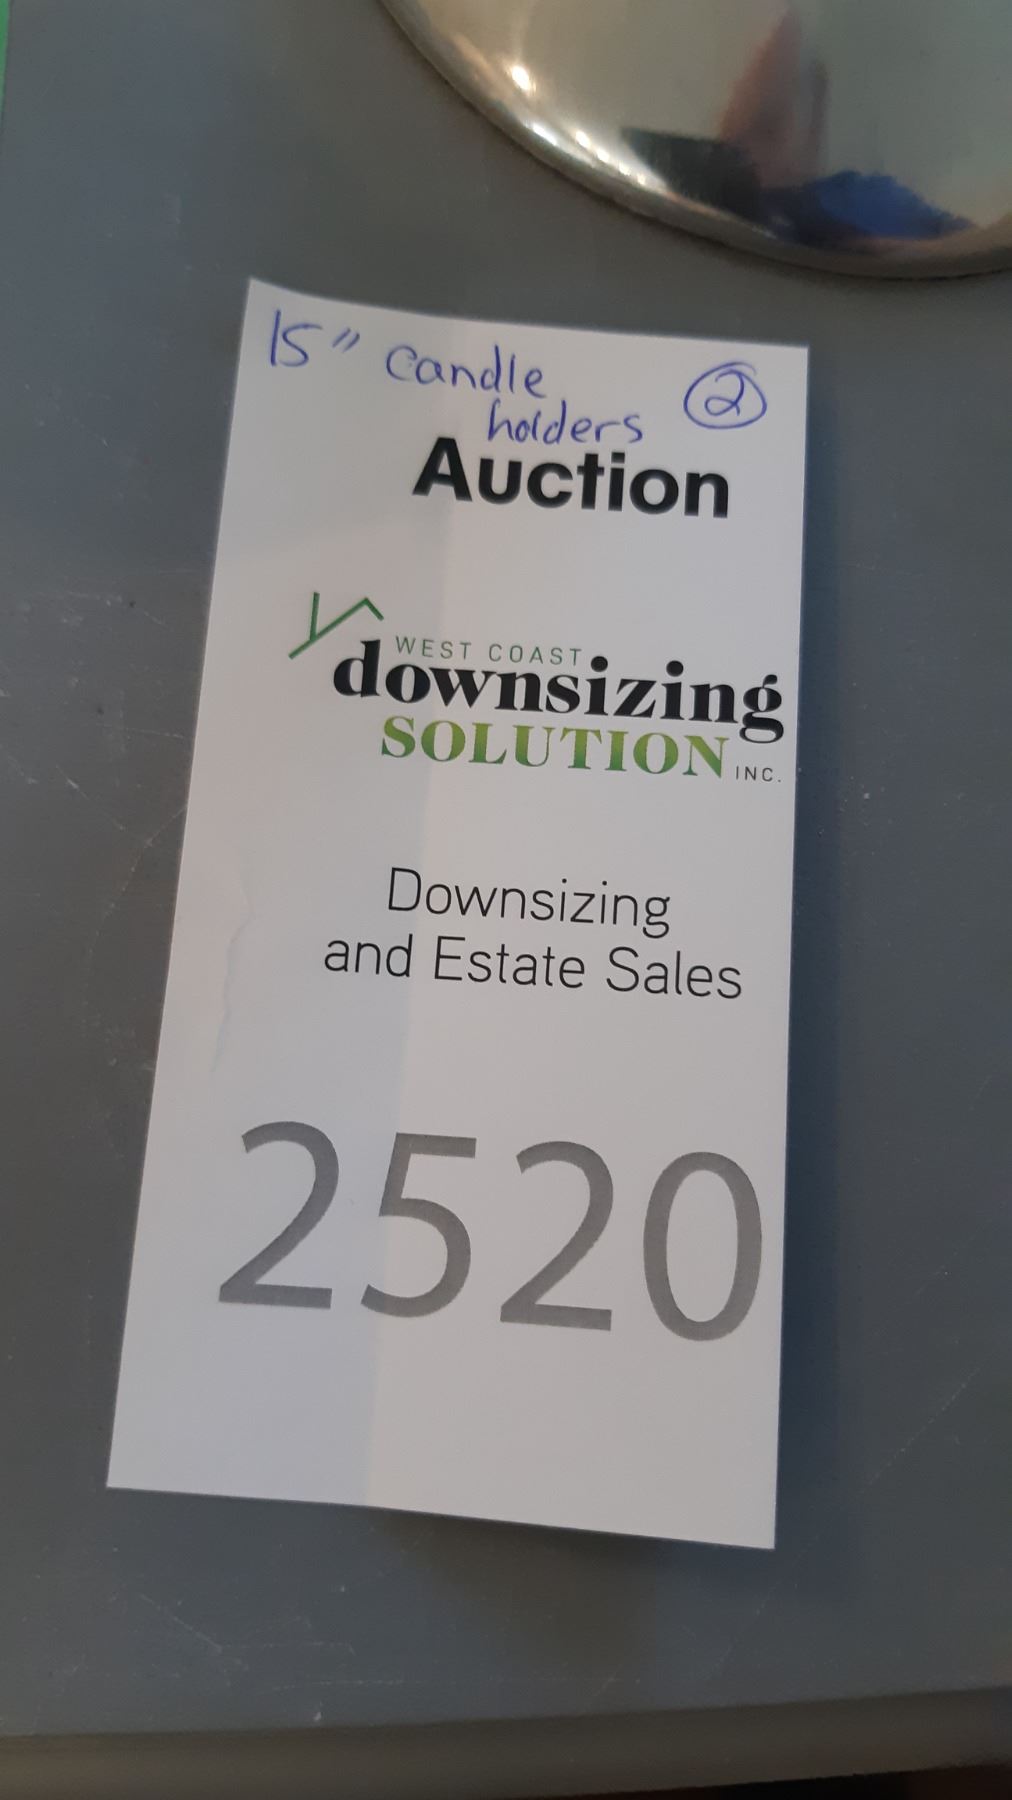 15" candle
holders
2
Auction
WEST COAST
downsizing
SOLUTION INC.
Downsizing
and Estate Sales
2520